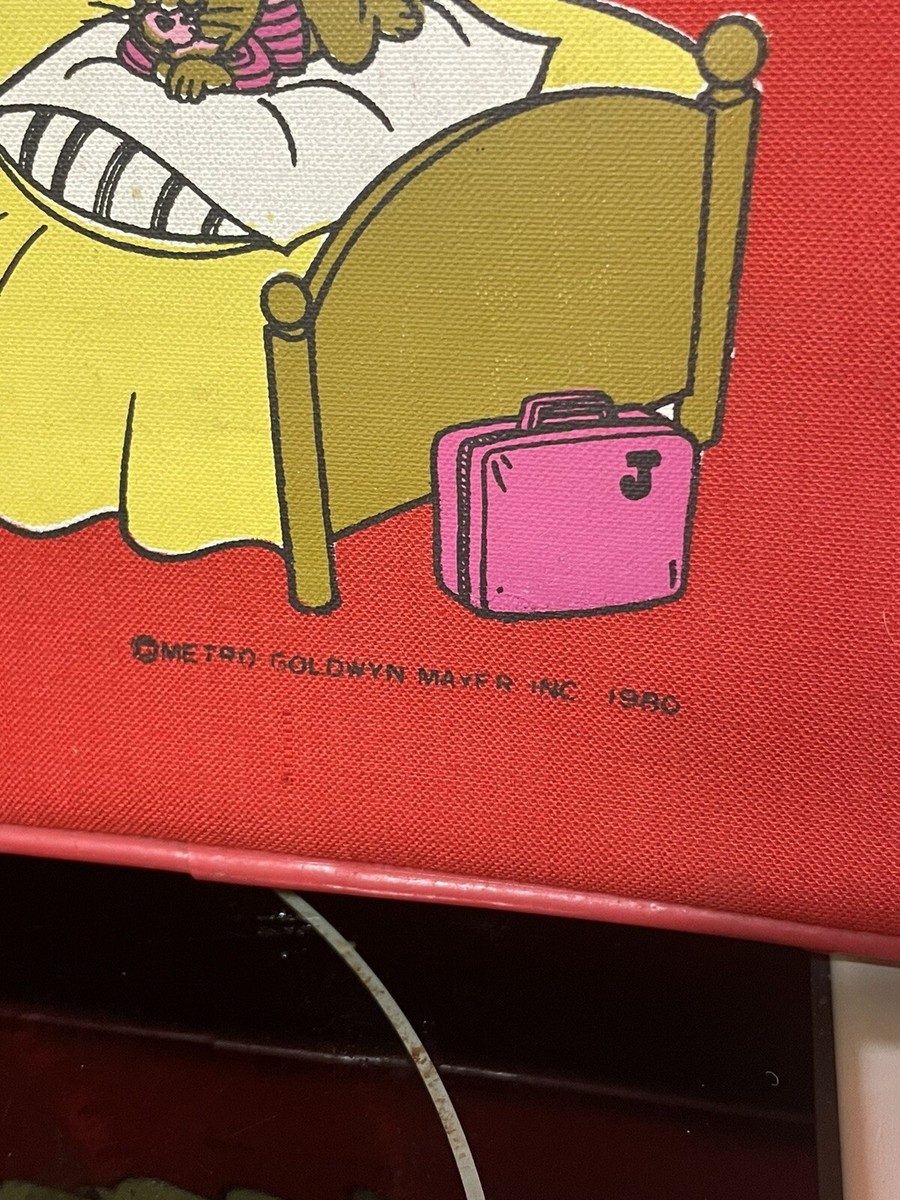 J
©METRO GOLDWYN MAYER INC 1980